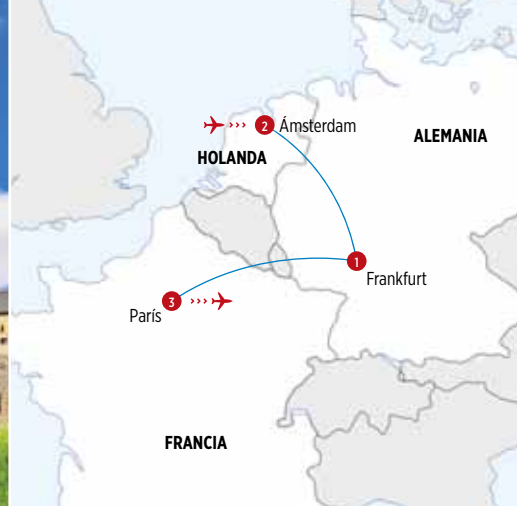 2 Ámsterdam
ALEMANIA
HOLANDA
1
Frankfurt
3
París
FRANCIA